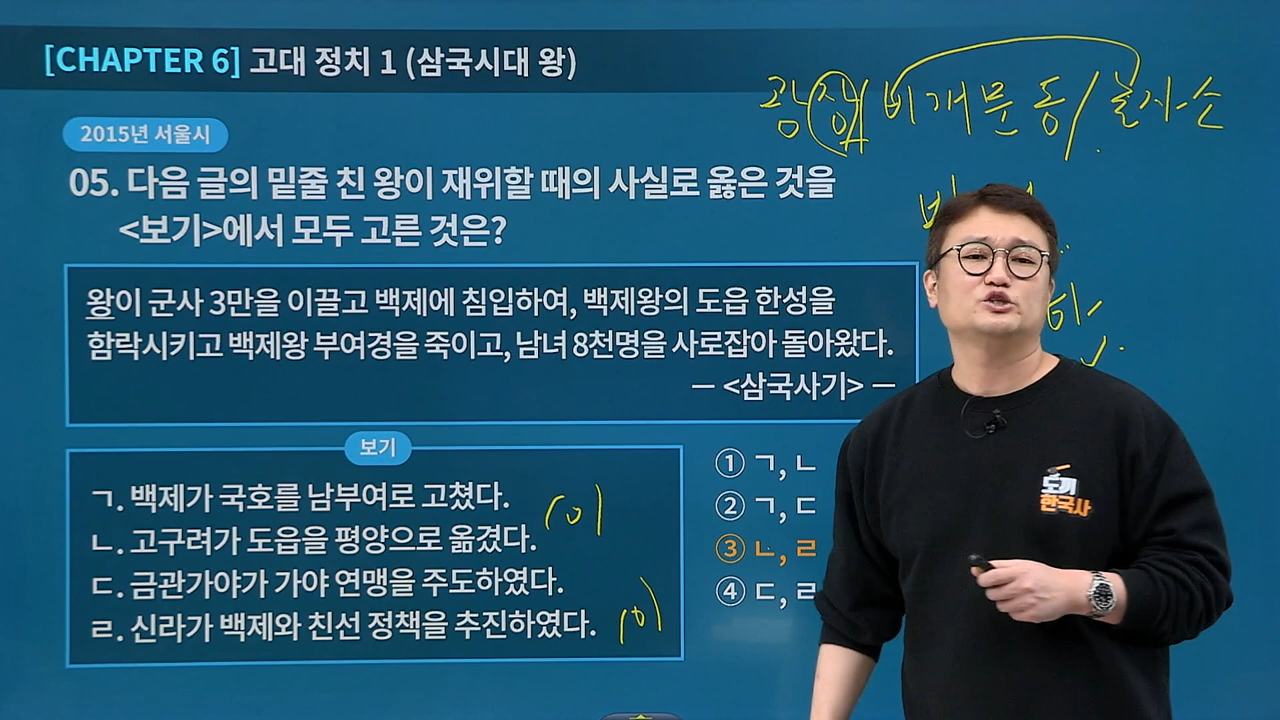 [CHAPTER 6] 고대 정치 1 (삼국시대 왕)
광장 비개문동/눌자소
2015년 서울시
05. 다음 글의 밑줄 친 왕이 재위할 때의 사실로 옳은 것을
<보기>에서 모두 고른 것은?
왕이 군사 3만을 이끌고 백제에 침입하여, 백제왕의 도읍 한성을
함락시키고 백제왕 부여경을 죽이고, 남녀 8천명을 사로잡아 돌아왔다.
— <삼국사기> —
보기
ㄱ. 백제가 국호를 남부여로 고쳤다.
ㄴ. 고구려가 도읍을 평양으로 옮겼다.
ㄷ. 금관가야가 가야 연맹을 주도하였다.
ㄹ. 신라가 백제와 친선 정책을 추진하였다.
① ㄱ, ㄴ
② ㄱ, ㄷ
③ ㄴ, ㄹ
④ ㄷ, ㄹ
도끼
한국사